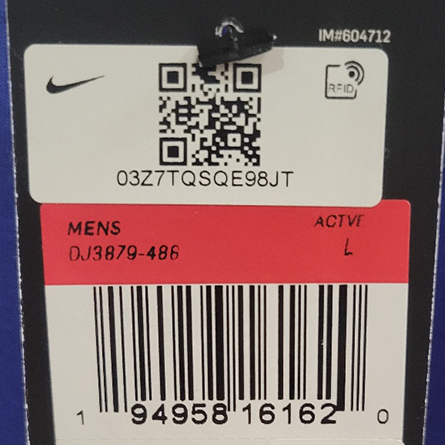 IM#604712
RFID
03Z7TQSQE98JT
MENS
ACTVE
DJ3879-486
L
1 94958 16162 0